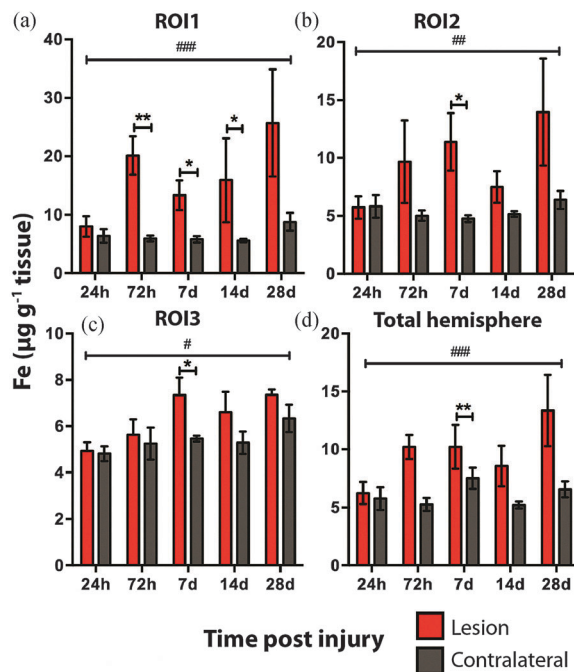 (a) ROI1
###
** * *
40
30
20
10
0
24h 72h 7d 14d 28d
(b) ROI2
##
*
20
15
10
5
0
24h 72h 7d 14d 28d
Fe (µg g⁻¹ tissue)
(c) ROI3
#
*
10
8
6
4
2
0
24h 72h 7d 14d 28d
(d) Total hemisphere
###
**
20
15
10
5
0
24h 72h 7d 14d 28d
Time post injury
Lesion
Contralateral